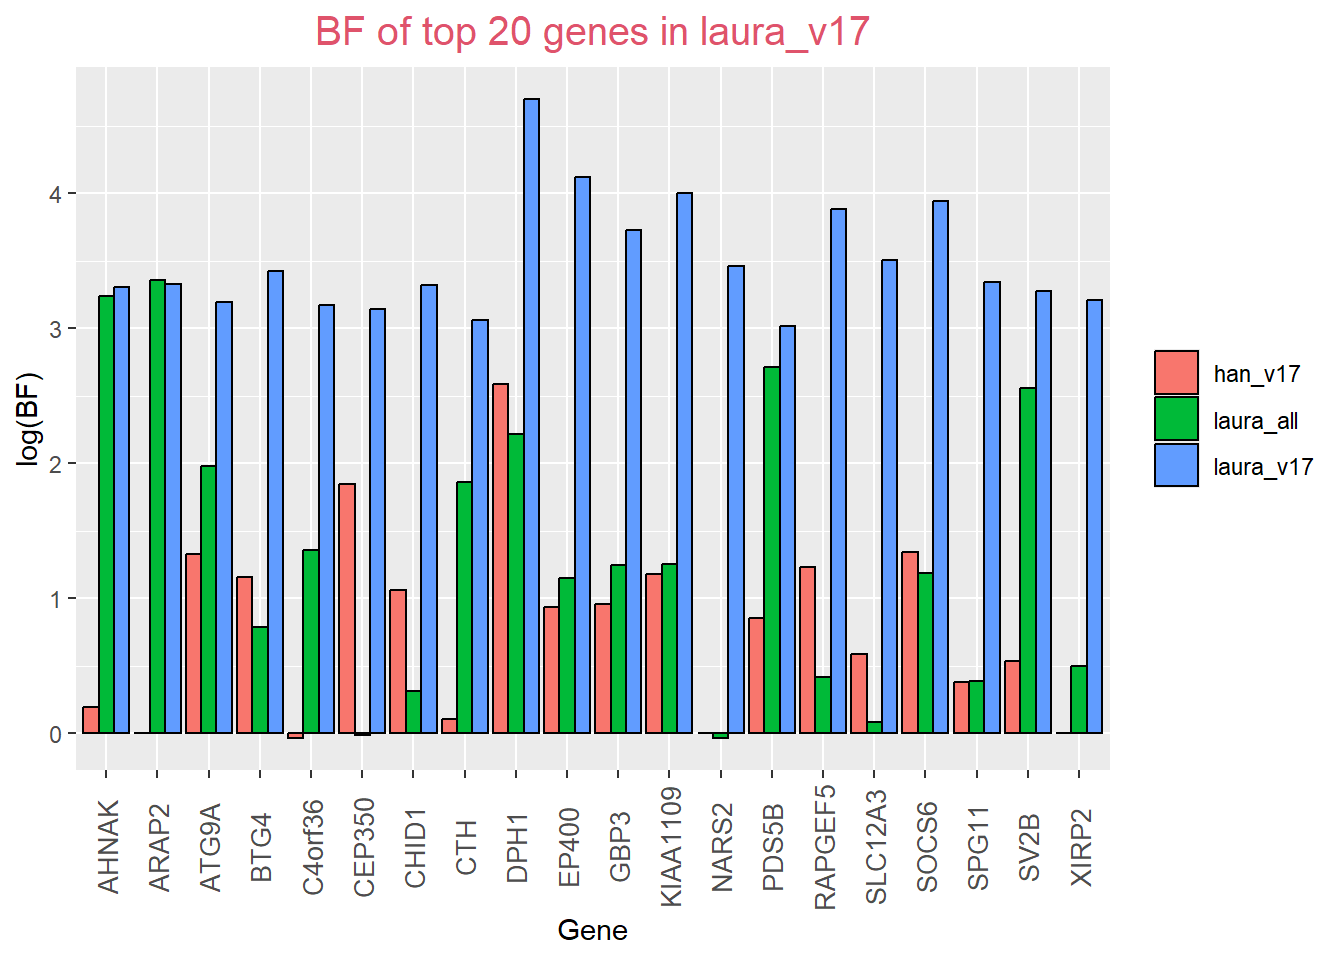 BF of top 20 genes in laura_v17
log(BF)
4
3
2
1
0
han_v17
laura_all
laura_v17
AHNAK
ARAP2
ATG9A
BTG4
C4orf36
CEP350
CHID1
CTH
DPH1
EP400
GBP3
KIAA1109
NARS2
PDS5B
RAPGEF5
SLC12A3
SOCS6
SPG11
SV2B
XIRP2
Gene